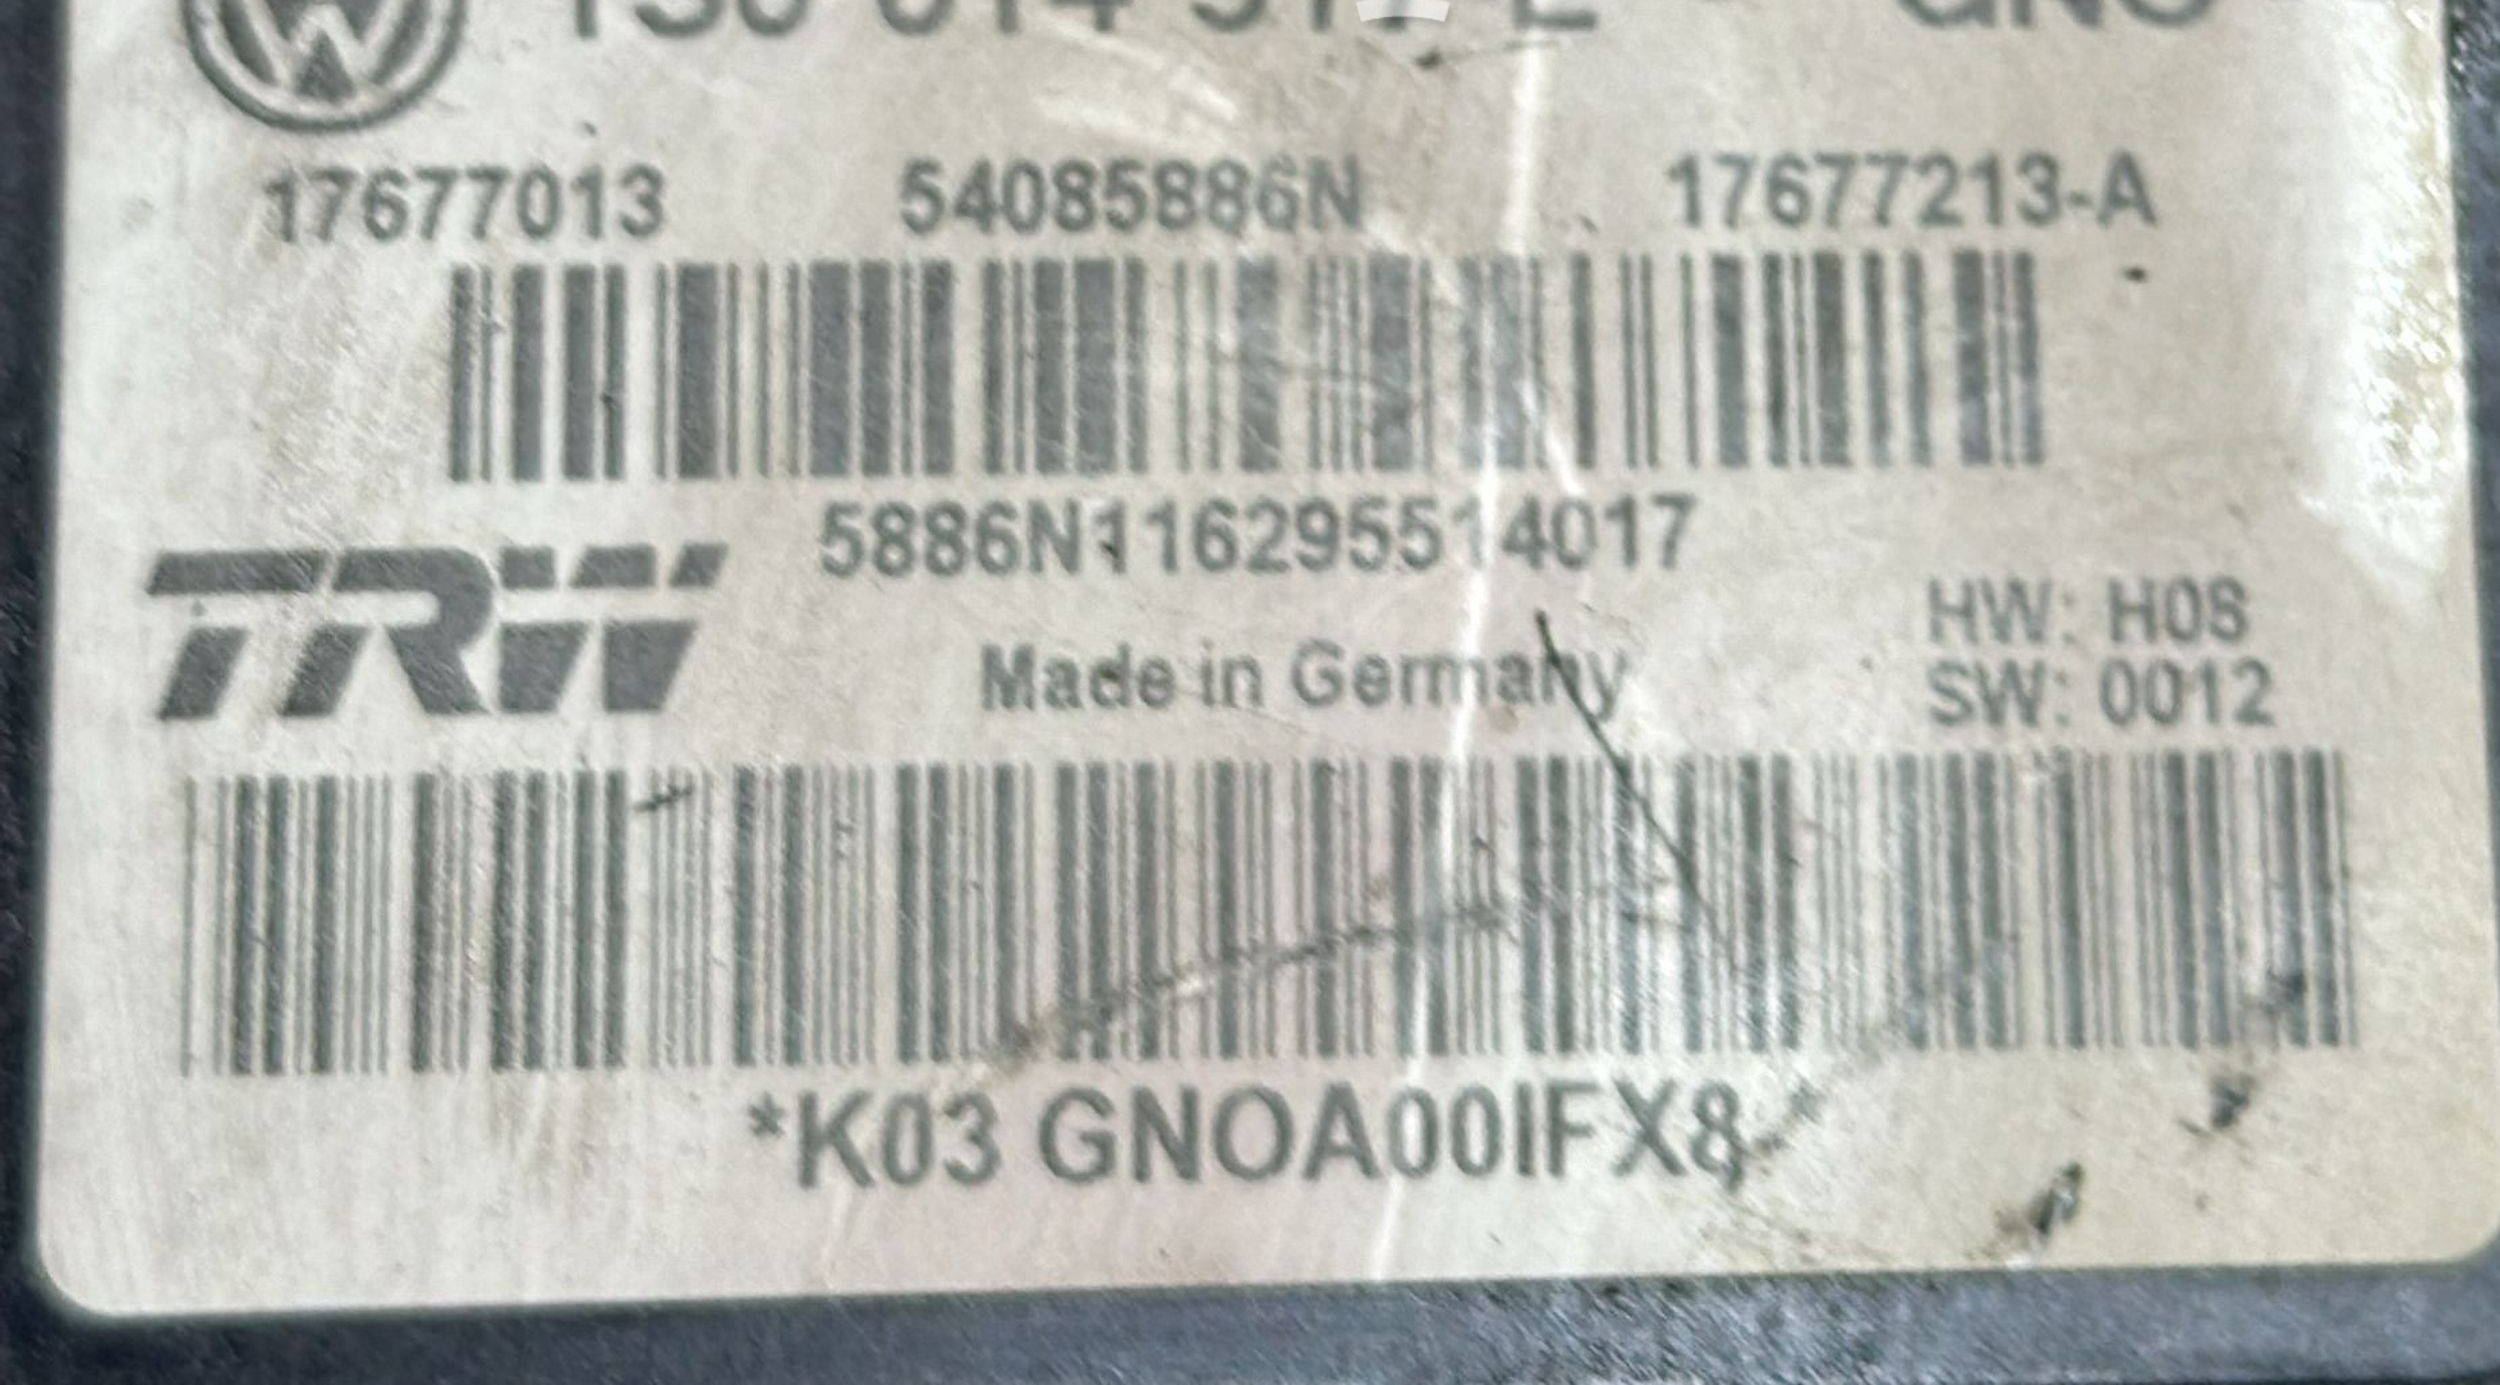 17677013 54085886N 17677213-A
5886N116295514017
TRW
Made in Germany
HW: H08
SW: 0012
*K03 GNOA00IFX8